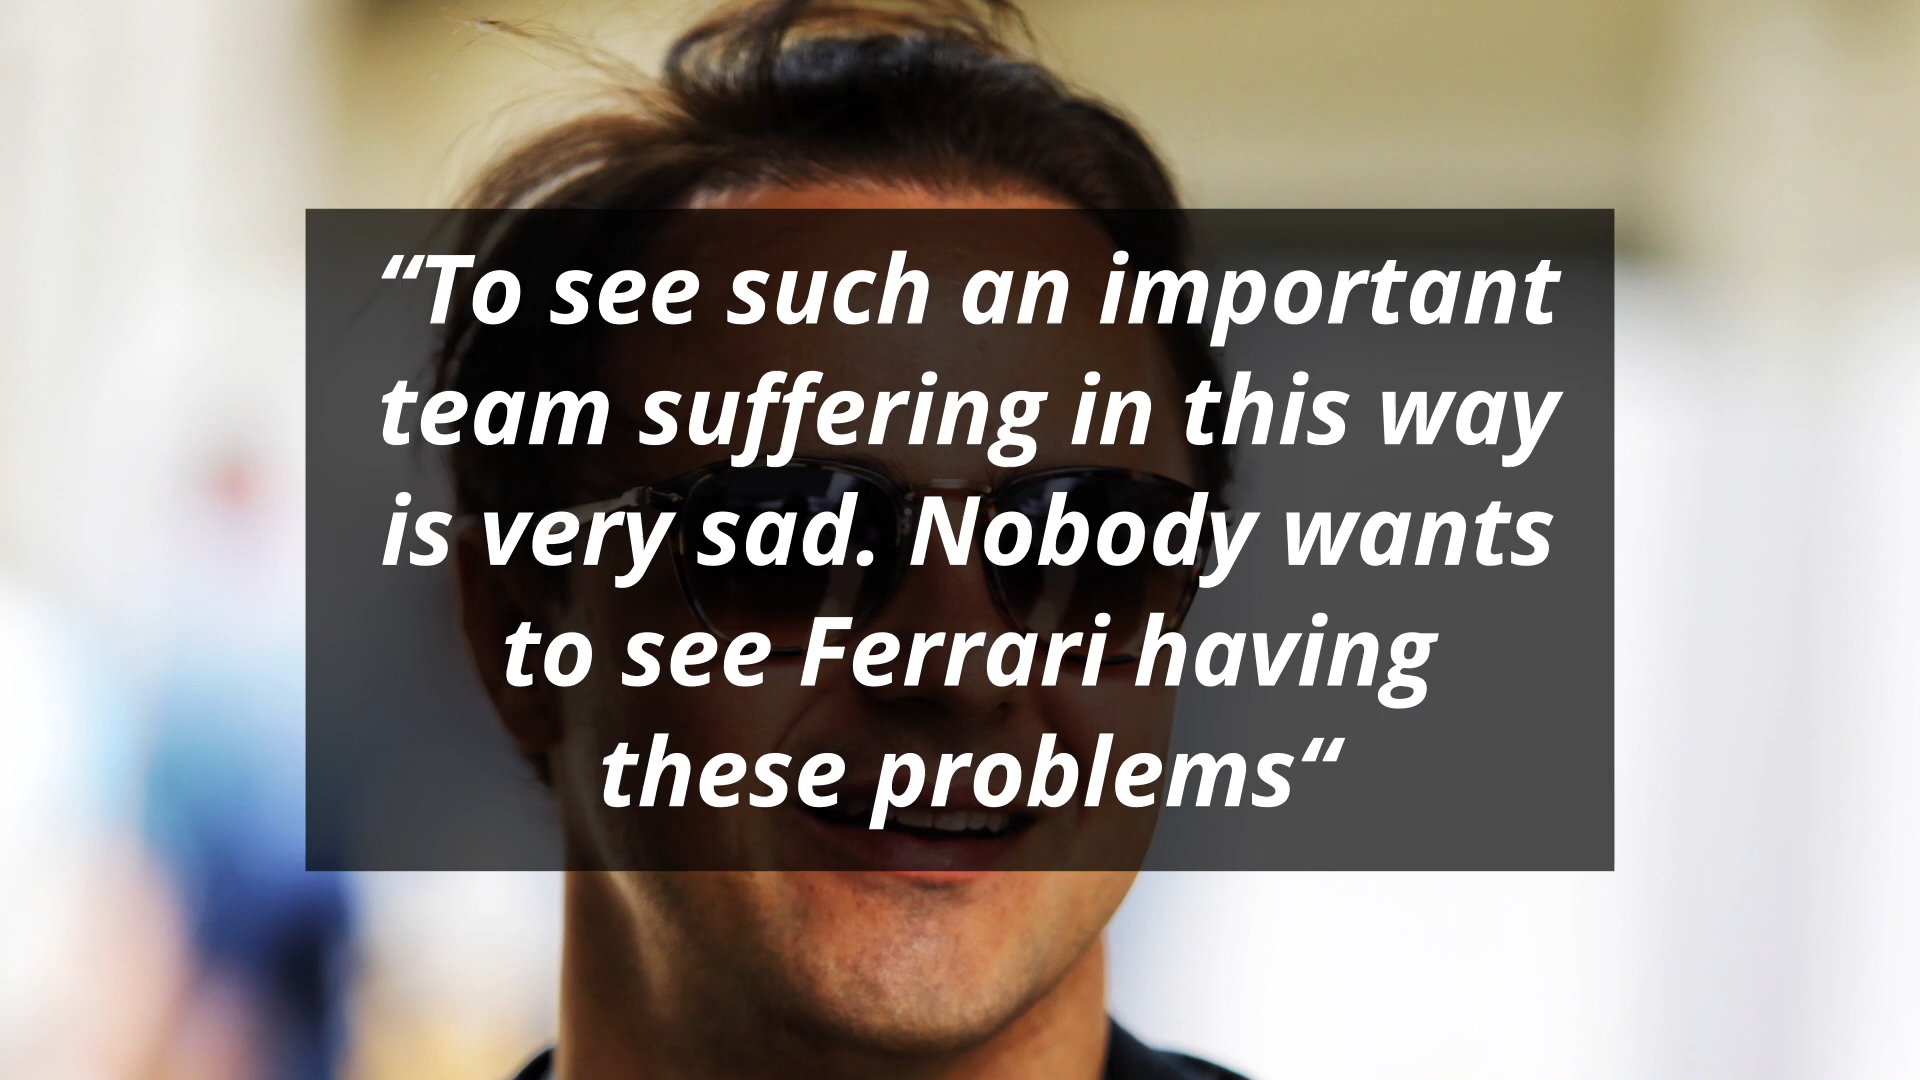 “To see such an important
team suffering in this way
is very sad. Nobody wants
to see Ferrari having
these problems“